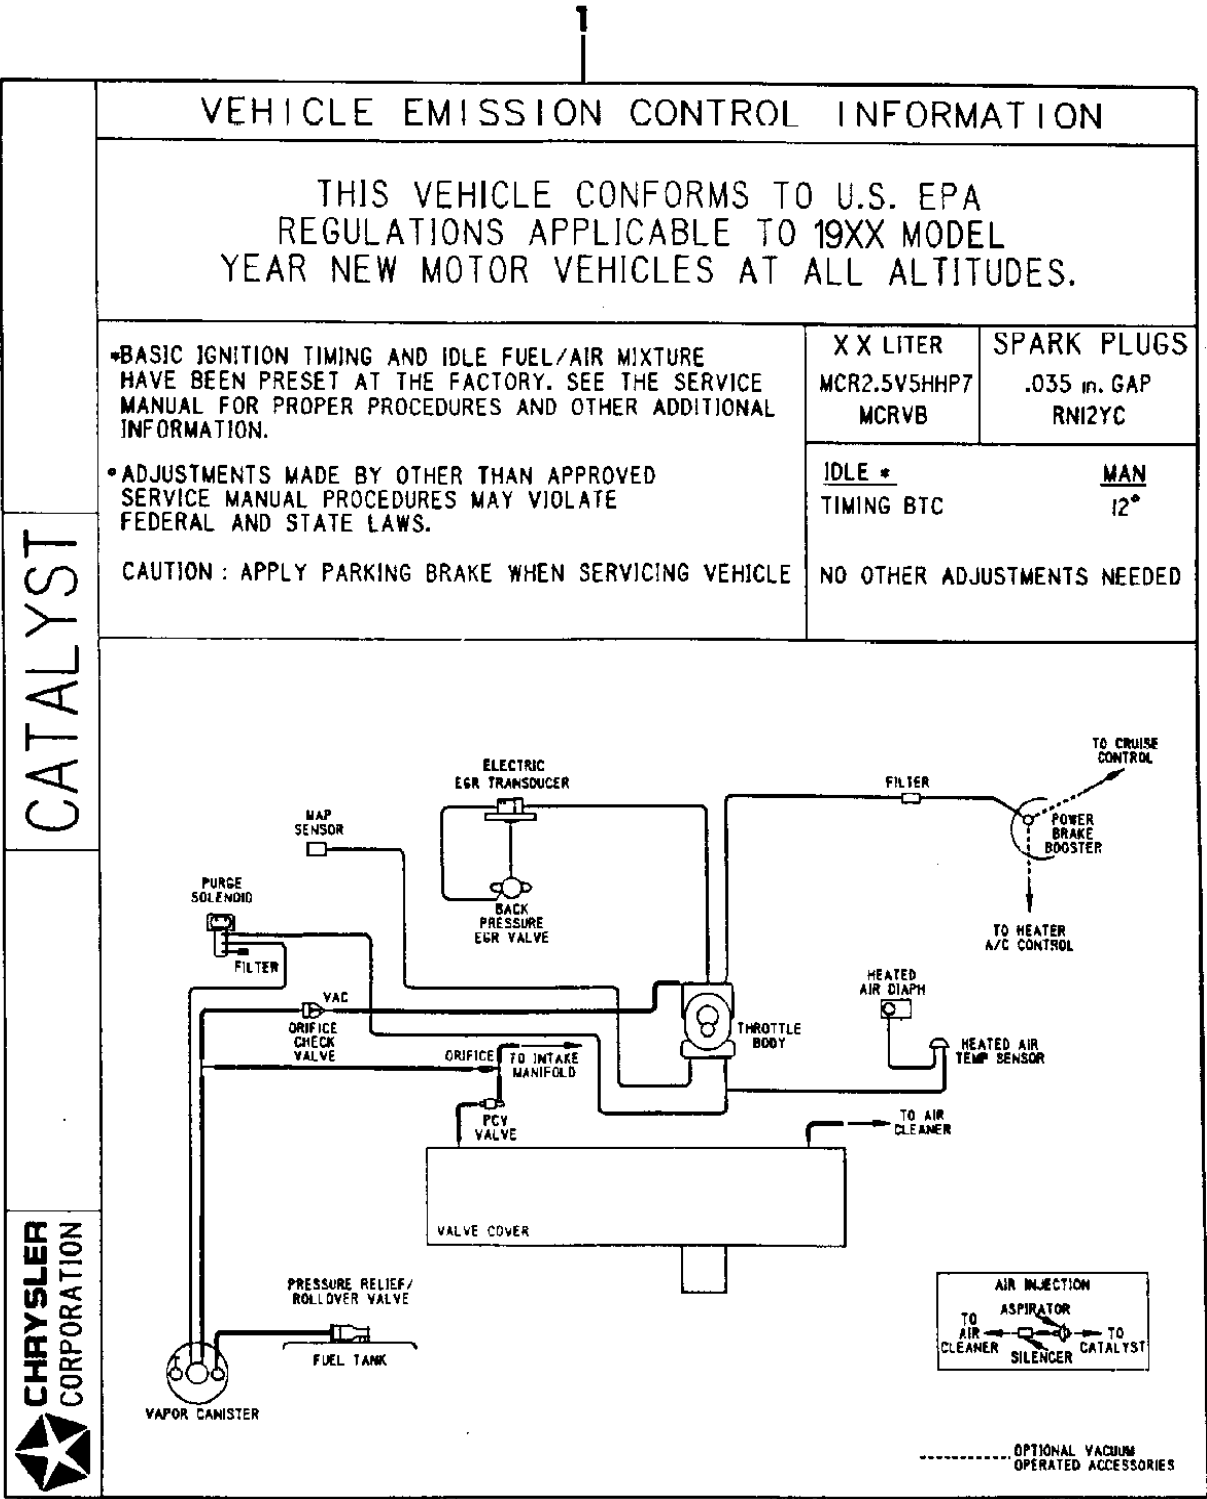 1
VEHICLE EMISSION CONTROL INFORMATION
THIS VEHICLE CONFORMS TO U.S. EPA
REGULATIONS APPLICABLE TO 19XX MODEL
YEAR NEW MOTOR VEHICLES AT ALL ALTITUDES.
*BASIC IGNITION TIMING AND IDLE FUEL/AIR MIXTURE
HAVE BEEN PRESET AT THE FACTORY. SEE THE SERVICE
MANUAL FOR PROPER PROCEDURES AND OTHER ADDITIONAL
INFORMATION.
•ADJUSTMENTS MADE BY OTHER THAN APPROVED
SERVICE MANUAL PROCEDURES MAY VIOLATE
FEDERAL AND STATE LAWS.
CAUTION : APPLY PARKING BRAKE WHEN SERVICING VEHICLE
XX LITER
MCR2.5V5HHP7
MCRVB
SPARK PLUGS
.035 in. GAP
RN12YC
IDLE *
MAN
TIMING BTC
12°
NO OTHER ADJUSTMENTS NEEDED
CATALYST
CHRYSLER
CORPORATION
ELECTRIC
EGR TRANSDUCER
MAP
SENSOR
PURGE
SOLENOID
FILTER
BACK
PRESSURE
EGR VALVE
FILTER
TO CRUISE
CONTROL
POWER
BRAKE
BOOSTER
TO HEATER
A/C CONTROL
HEATED
AIR DIAPH
HEATED AIR
TEMP SENSOR
THROTTLE
BODY
VAC
ORIFICE
CHECK
VALVE
ORIFICE
TO INTAKE
MANIFOLD
PCV
VALVE
TO AIR
CLEANER
VALVE COVER
PRESSURE RELIEF/
ROLLOVER VALVE
FUEL TANK
VAPOR CANISTER
AIR INJECTION
ASPIRATOR
TO
AIR
CLEANER
SILENCER
TO
CATALYST
OPTIONAL VACUUM
OPERATED ACCESSORIES